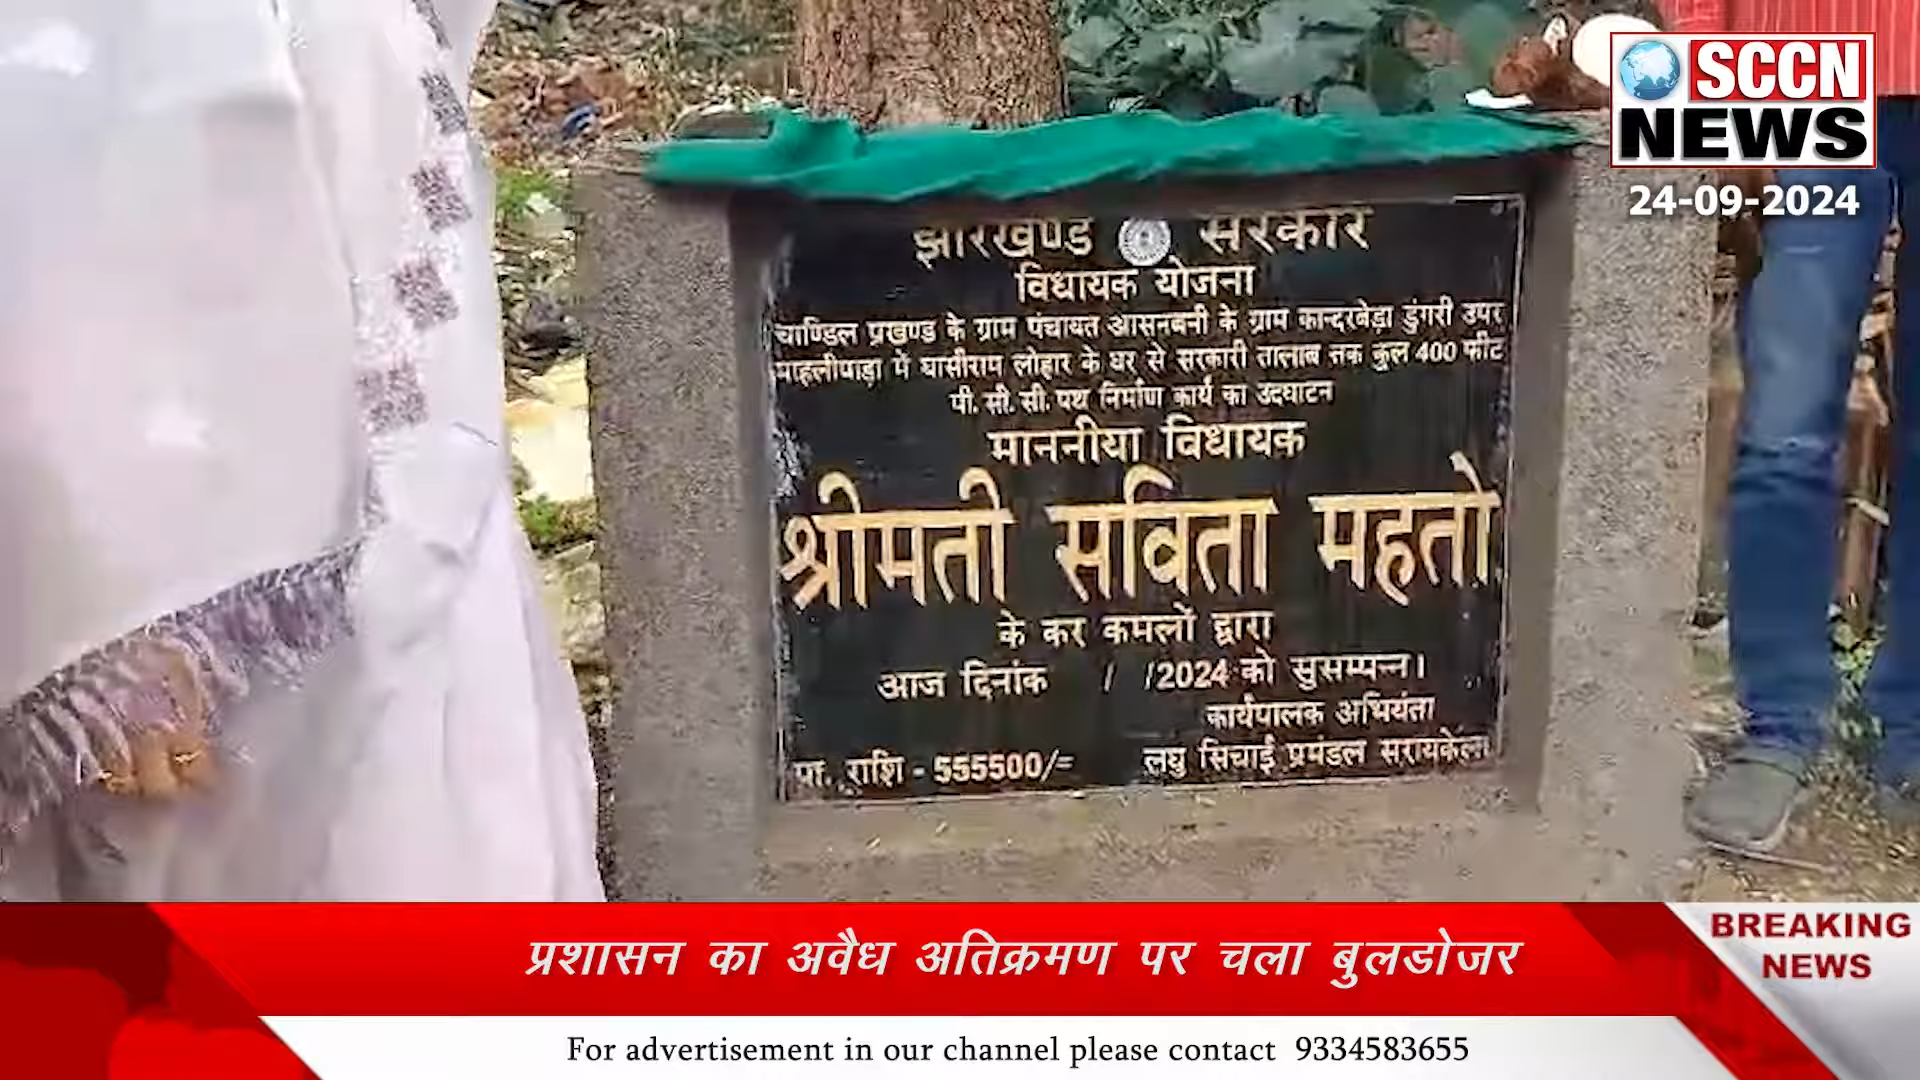 SCCN
NEWS
24-09-2024
झारखण्ड सरकार
विधायक योजना
चाण्डिल प्रखण्ड के ग्राम पंचायत आसनबनी के ग्राम कान्दरबेड़ा डुंगरी उपर
माहलीपाड़ा में घासीराम लोहार के घर से सरकारी तालाब तक कुल 400 फीट
पी. सी. सी. पथ निर्माण कार्य का उदघाटन
माननीया विधायक
श्रीमती सविता महतो
के कर कमलों द्वारा
आज दिनांक / /2024 को सुसम्पन्न।
कार्यपालक अभियंता
प्रा. राशि - 555500/= लघु सिचाई प्रमंडल सरायकेला
प्रशासन का अवैध अतिक्रमण पर चला बुलडोजर
BREAKING
NEWS
For advertisement in our channel please contact 9334583655